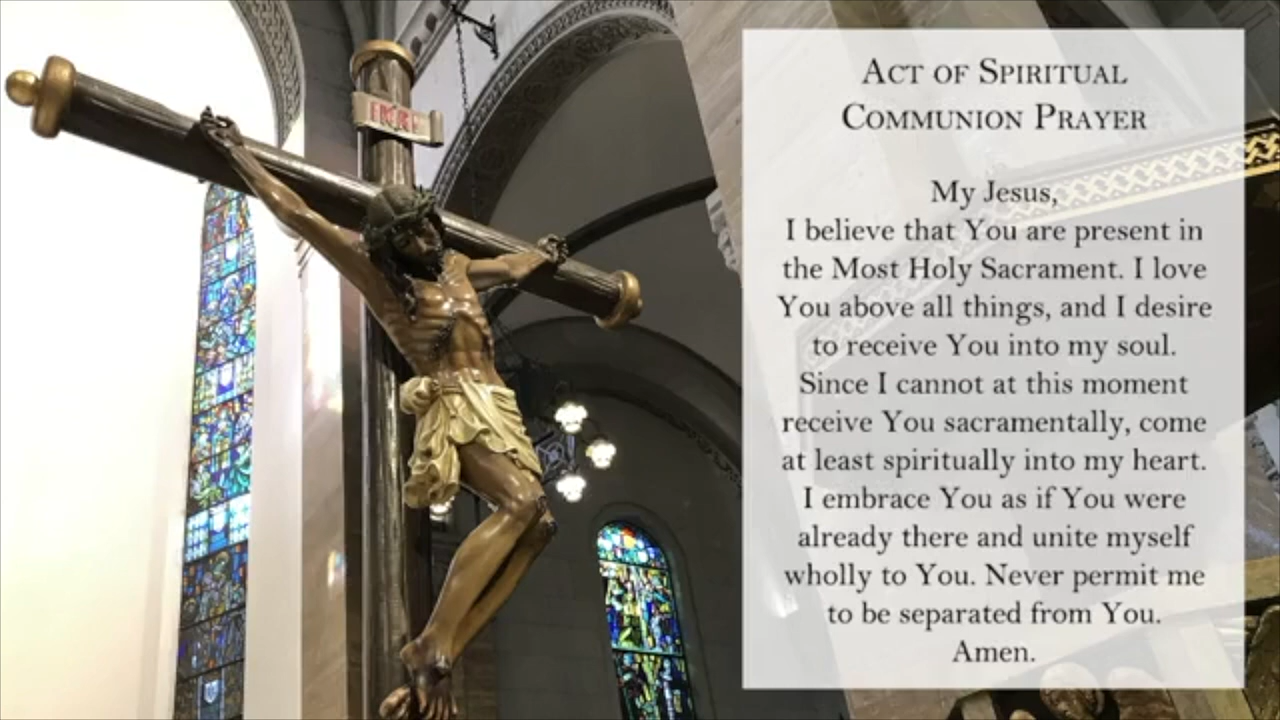 INRI
Act of Spiritual
Communion Prayer
My Jesus,
I believe that You are present in
the Most Holy Sacrament. I love
You above all things, and I desire
to receive You into my soul.
Since I cannot at this moment
receive You sacramentally, come
at least spiritually into my heart.
I embrace You as if You were
already there and unite myself
wholly to You. Never permit me
to be separated from You.
Amen.